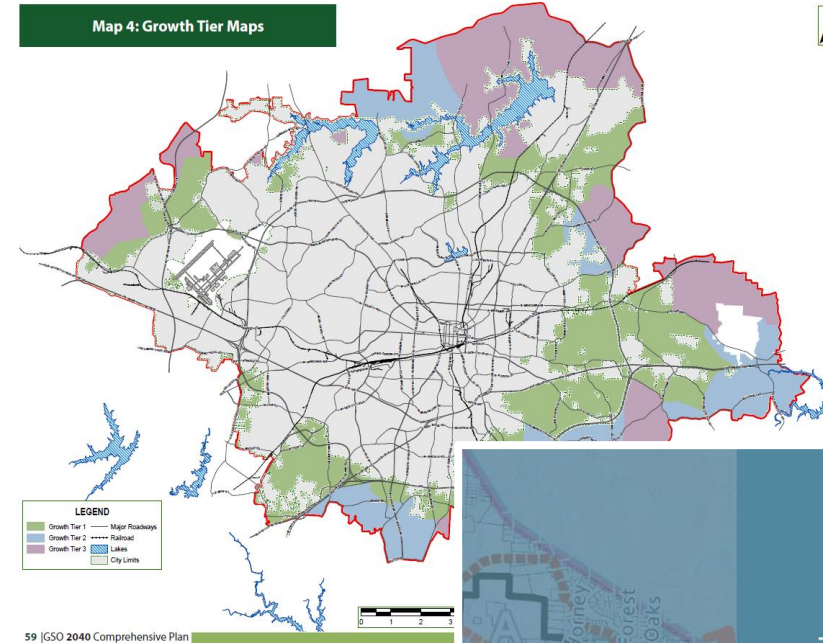 Map 4: Growth Tier Maps
LEGEND
Growth Tier 1
Growth Tier 2
Growth Tier 3
Major Roadways
Railroad
Lakes
City Limits
0 1 2 3
Forest
Oaks
59 |GSO 2040 Comprehensive Plan